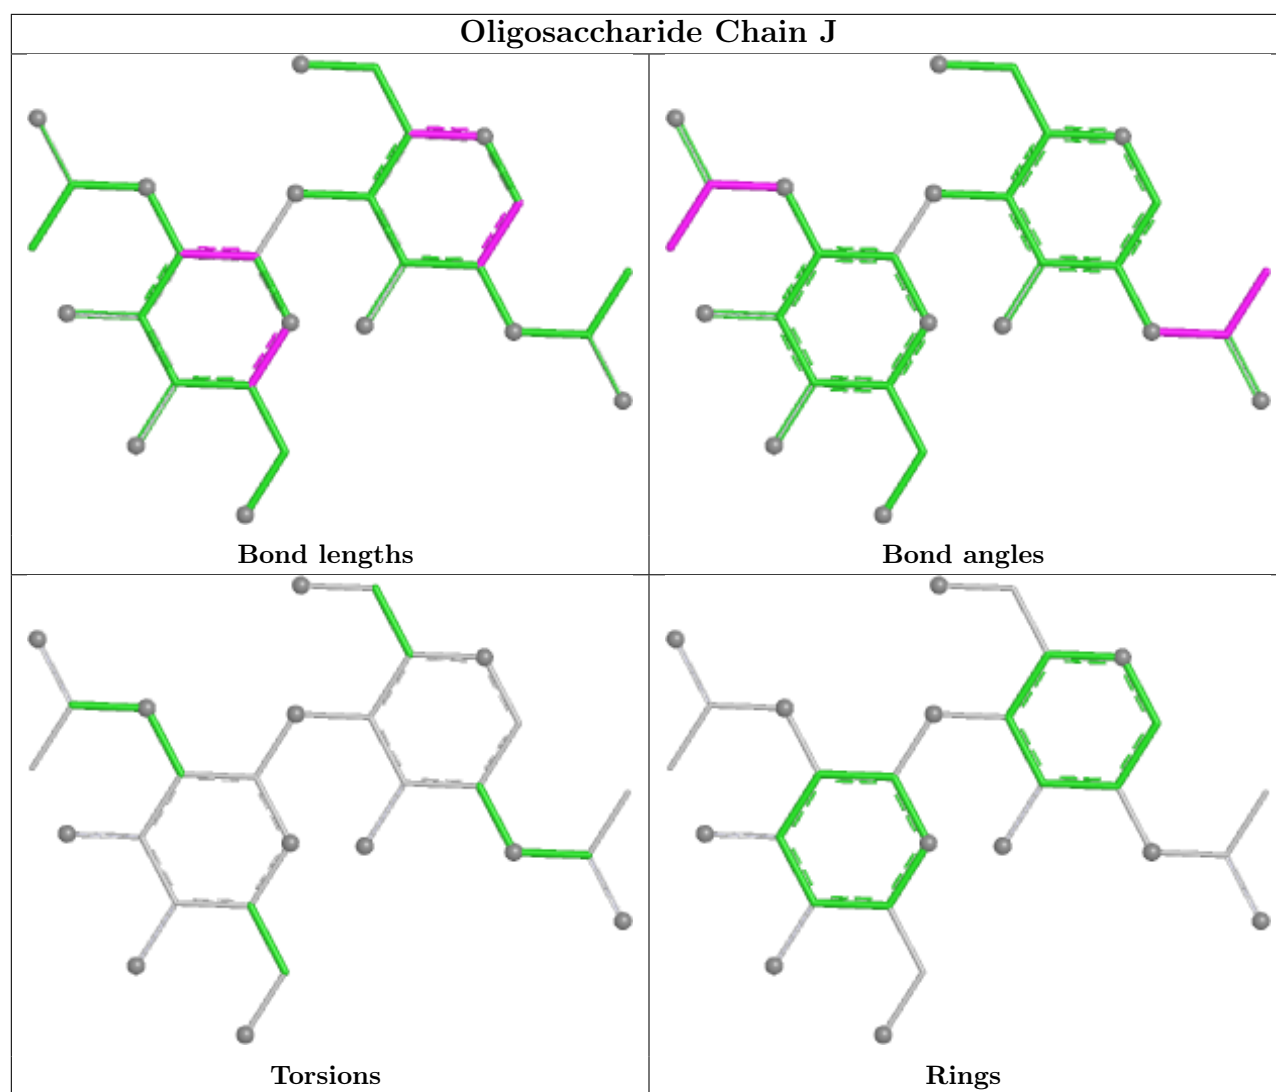 Oligosaccharide Chain J
Bond lengths
Bond angles
Torsions
Rings